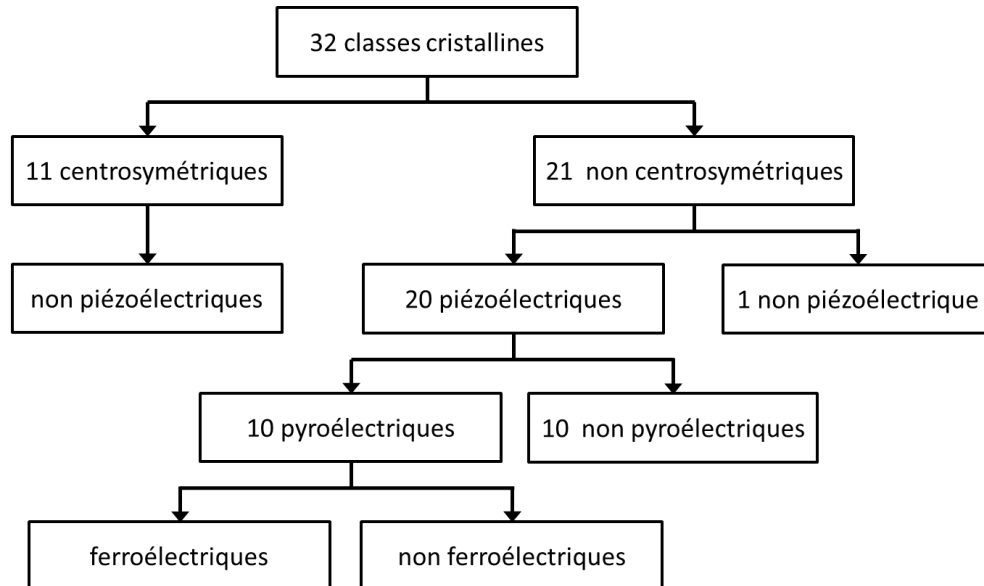 32 classes cristallines
11 centrosymétriques
21 non centrosymétriques
non piézoélectriques
20 piézoélectriques
1 non piézoélectrique
10 pyroélectriques
10 non pyroélectriques
ferroélectriques
non ferroélectriques